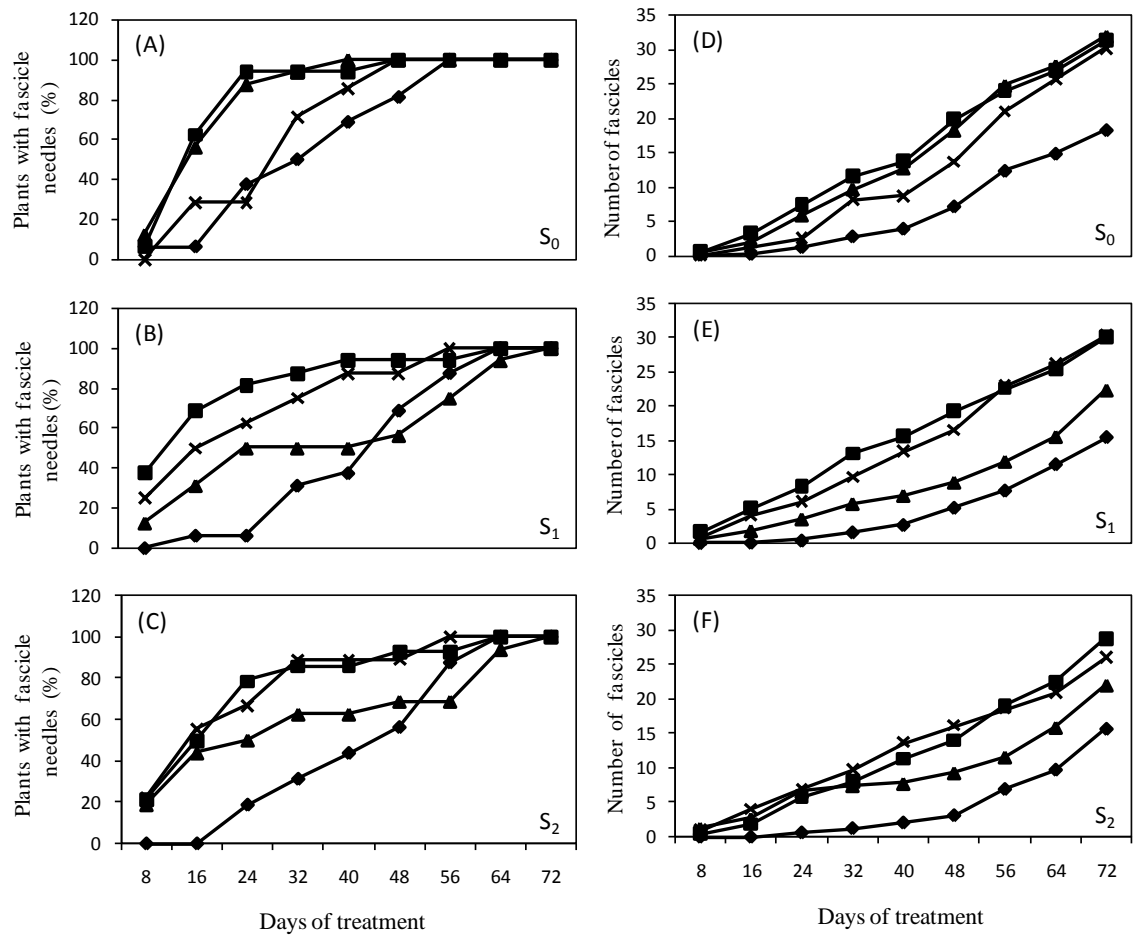 (A)
Plants with fascicle
needles (%)
120
100
80
60
40
20
0
S0
(D)
Number of fascicles
35
30
25
20
15
10
5
0
S0
(B)
Plants with fascicle
needles(%)
120
100
80
60
40
20
0
S1
(E)
Number of fascicles
35
30
25
20
15
10
5
0
S1
(C)
Plants with fascicle
needles (%)
120
100
80
60
40
20
0
S2
8 16 24 32 40 48 56 64 72
Days of treatment
(F)
Number of fascicles
35
30
25
20
15
10
5
0
S2
8 16 24 32 40 48 56 64 72
Days of treatment